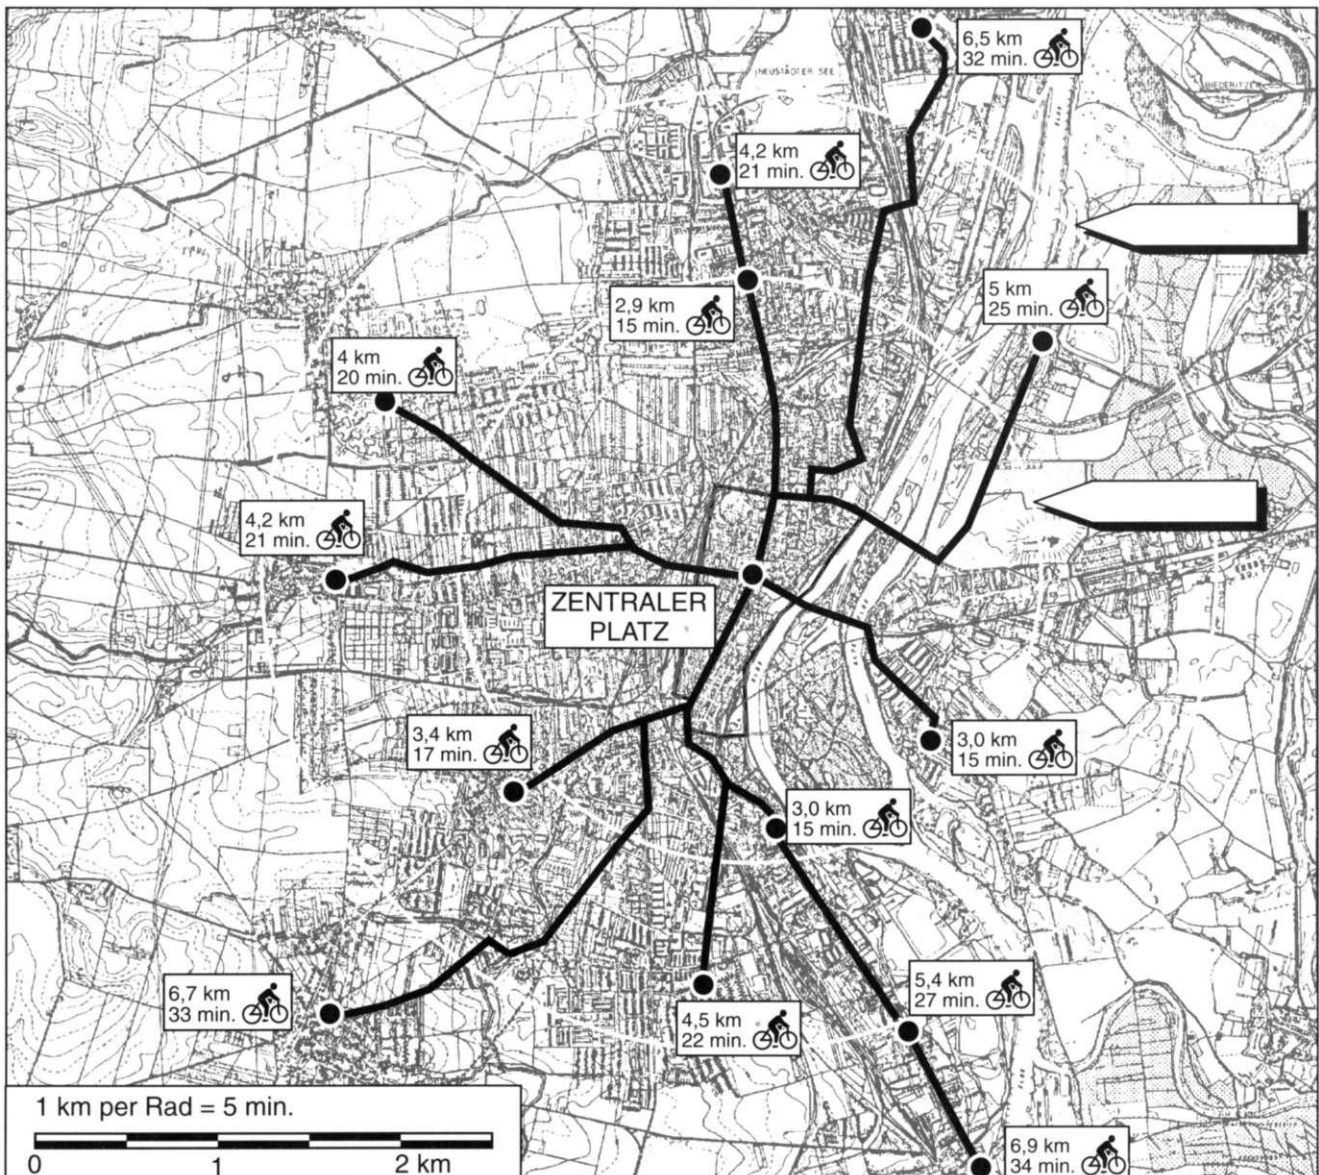 6,5 km
32 min.
NEUSTÄDTER SEE
BIEDERITZER
4,2 km
21 min.
5 km
25 min.
2,9 km
15 min.
4 km
20 min.
4,2 km
21 min.
ZENTRALER
PLATZ
3,4 km
17 min.
3,0 km
15 min.
3,0 km
15 min.
6,7 km
33 min.
5,4 km
27 min.
4,5 km
22 min.
6,9 km
34 min.
1 km per Rad = 5 min.
0 1 2 km